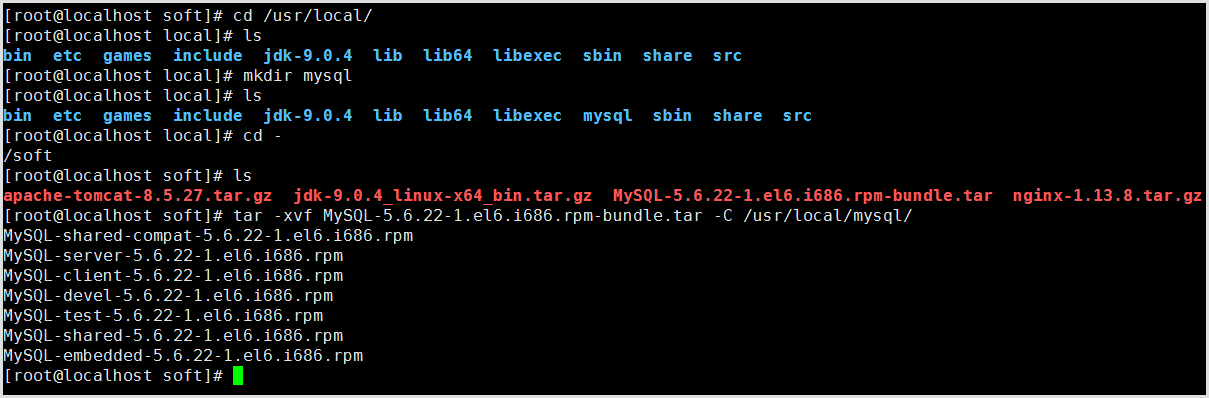 [root@localhost soft]# cd /usr/local/
[root@localhost local]# ls
bin  etc  games  include  jdk-9.0.4  lib  lib64  libexec  sbin  share  src
[root@localhost local]# mkdir mysql
[root@localhost local]# ls
bin  etc  games  include  jdk-9.0.4  lib  lib64  libexec  mysql  sbin  share  src
[root@localhost local]# cd -
/soft
[root@localhost soft]# ls
apache-tomcat-8.5.27.tar.gz  jdk-9.0.4_linux-x64_bin.tar.gz  MySQL-5.6.22-1.el6.i686.rpm-bundle.tar  nginx-1.13.8.tar.gz
[root@localhost soft]# tar -xvf MySQL-5.6.22-1.el6.i686.rpm-bundle.tar -C /usr/local/mysql/
MySQL-shared-compat-5.6.22-1.el6.i686.rpm
MySQL-server-5.6.22-1.el6.i686.rpm
MySQL-client-5.6.22-1.el6.i686.rpm
MySQL-devel-5.6.22-1.el6.i686.rpm
MySQL-test-5.6.22-1.el6.i686.rpm
MySQL-shared-5.6.22-1.el6.i686.rpm
MySQL-embedded-5.6.22-1.el6.i686.rpm
[root@localhost soft]#